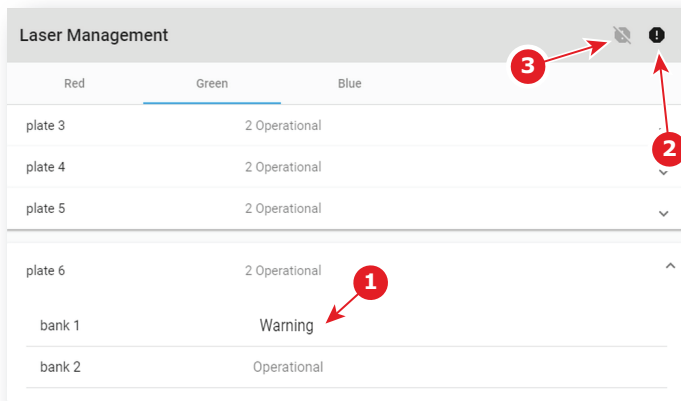 Laser Management
3
Red Green Blue
plate 3 2 Operational
2
plate 4 2 Operational
plate 5 2 Operational
plate 6 2 Operational
1
bank 1 Warning
bank 2 Operational